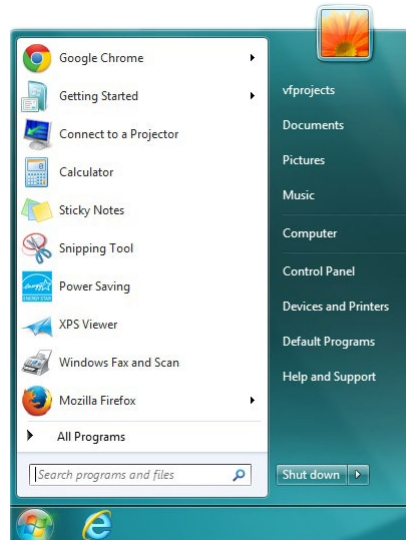 Google Chrome
Getting Started
Connect to a Projector
Calculator
Sticky Notes
Snipping Tool
Power Saving
XPS Viewer
Windows Fax and Scan
Mozilla Firefox
All Programs
Search programs and files
vfprojects
Documents
Pictures
Music
Computer
Control Panel
Devices and Printers
Default Programs
Help and Support
Shut down